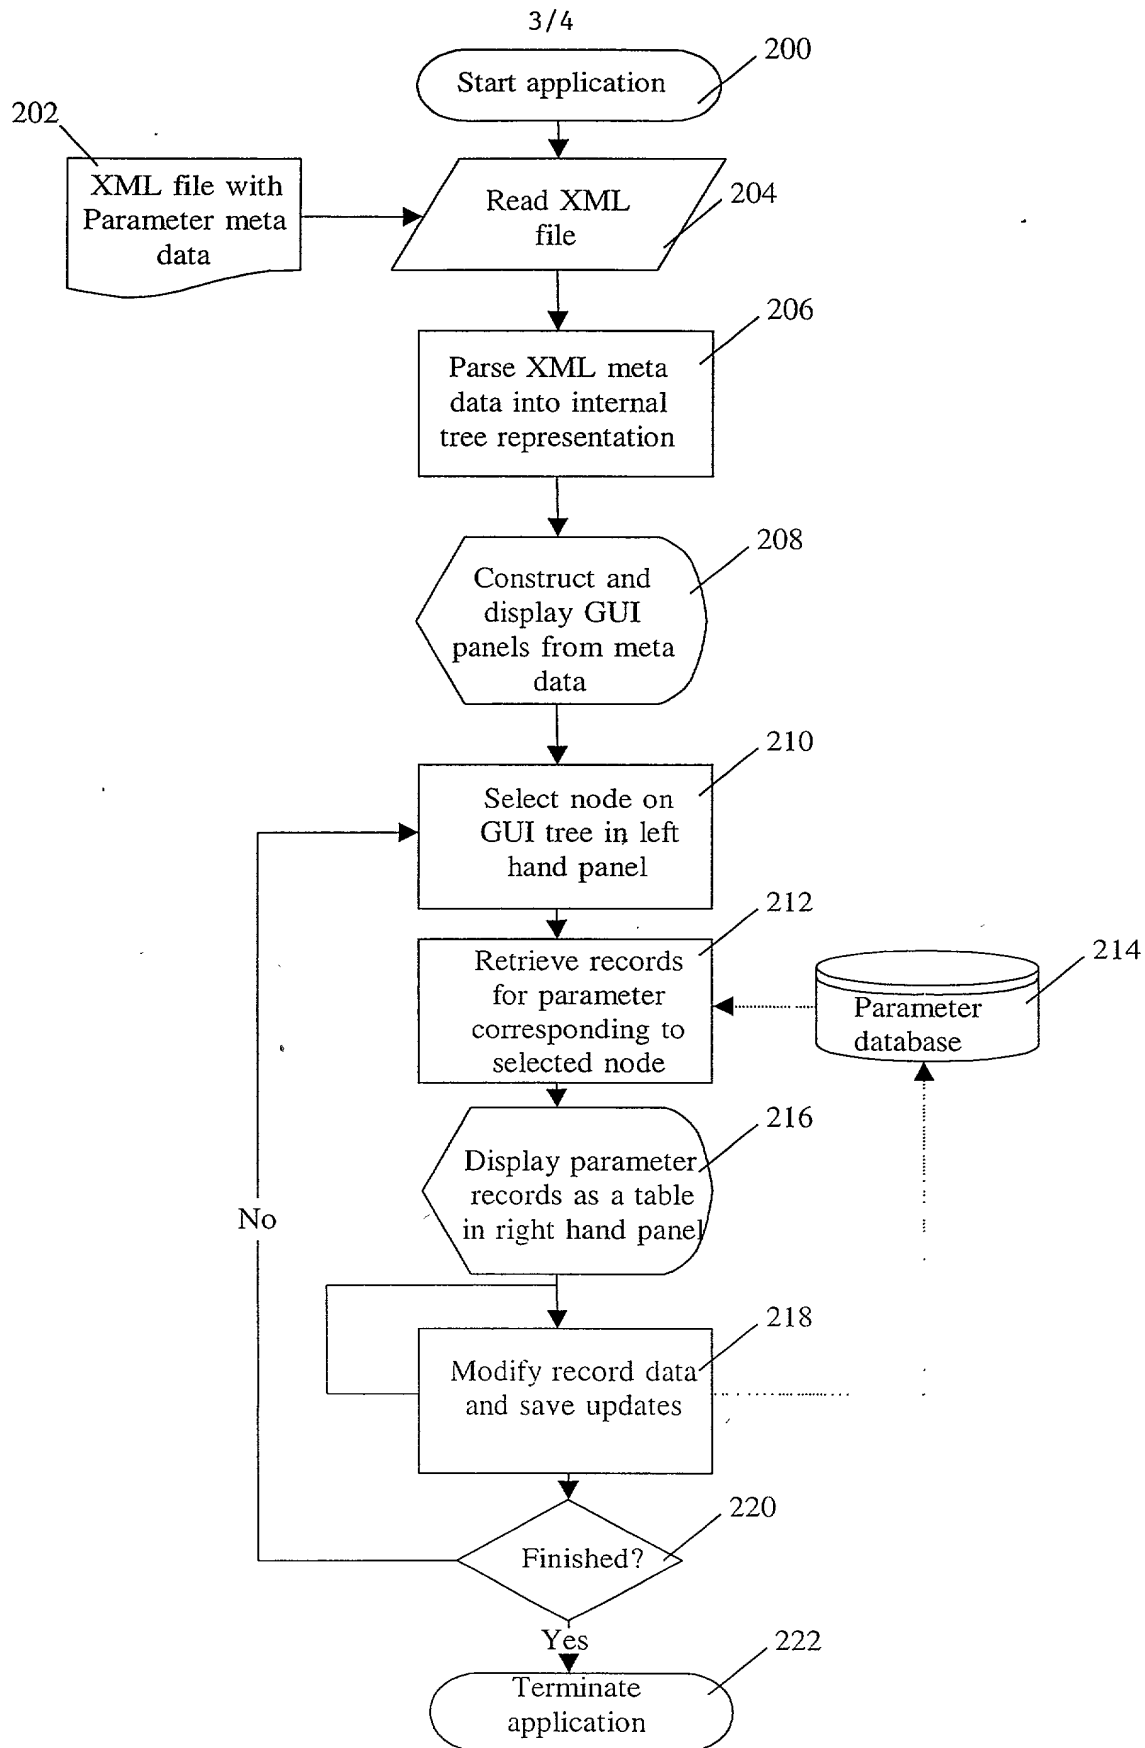 3/4
200
Start application
202
XML file with
Parameter meta
data
Read XML
file
204
206
Parse XML meta
data into internal
tree representation
208
Construct and
display GUI
panels from meta
data
210
Select node on
GUI tree in left
hand panel
212
Retrieve records
for parameter
corresponding to
selected node
214
Parameter
database
216
Display parameter
records as a table
in right hand panel
No
218
Modify record data
and save updates
220
Finished?
Yes
222
Terminate
application